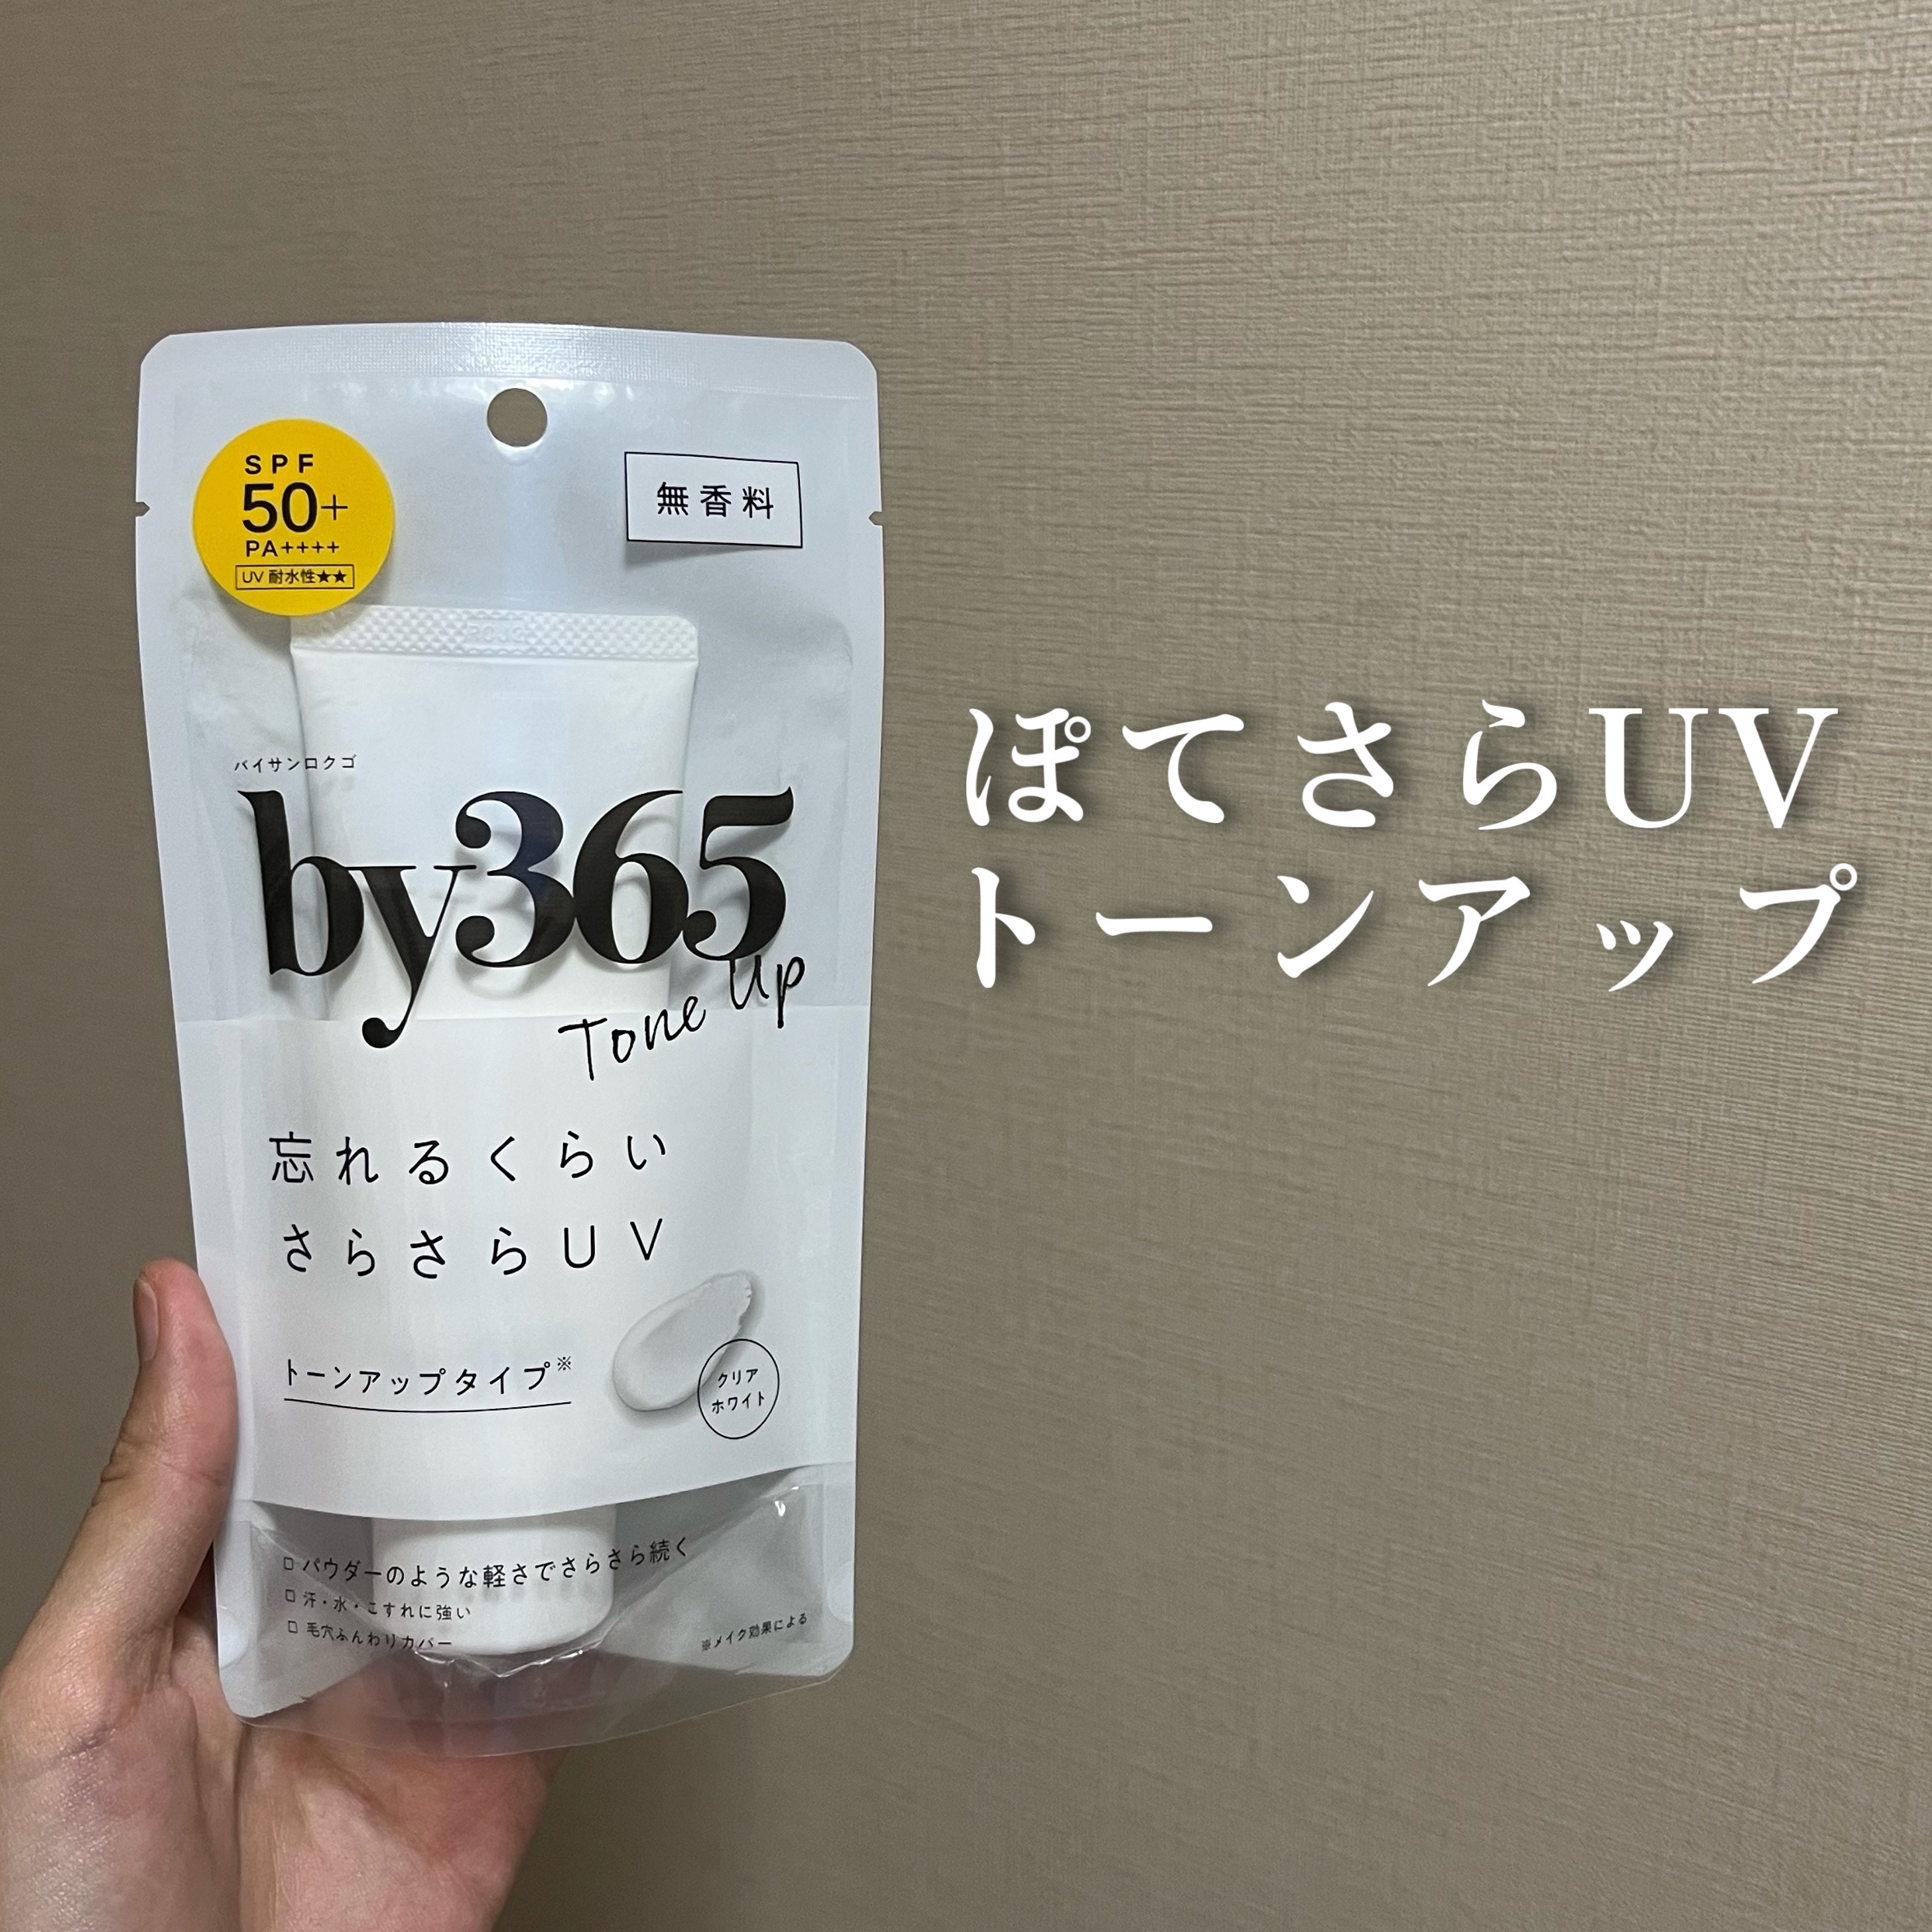 SPF
50+
PA++++
UV 耐水性★★
無香料
バイサンロクゴ
by365
Tone Up
忘れるくらい
さらさらUV
トーンアップタイプ※
クリア
ホワイト
□ パウダーのような軽さでさらさら続く
□ 汗・水・こすれに強い
□ 毛穴ふんわりカバー
※メイク効果による
ぽてさらUV
トーンアップ